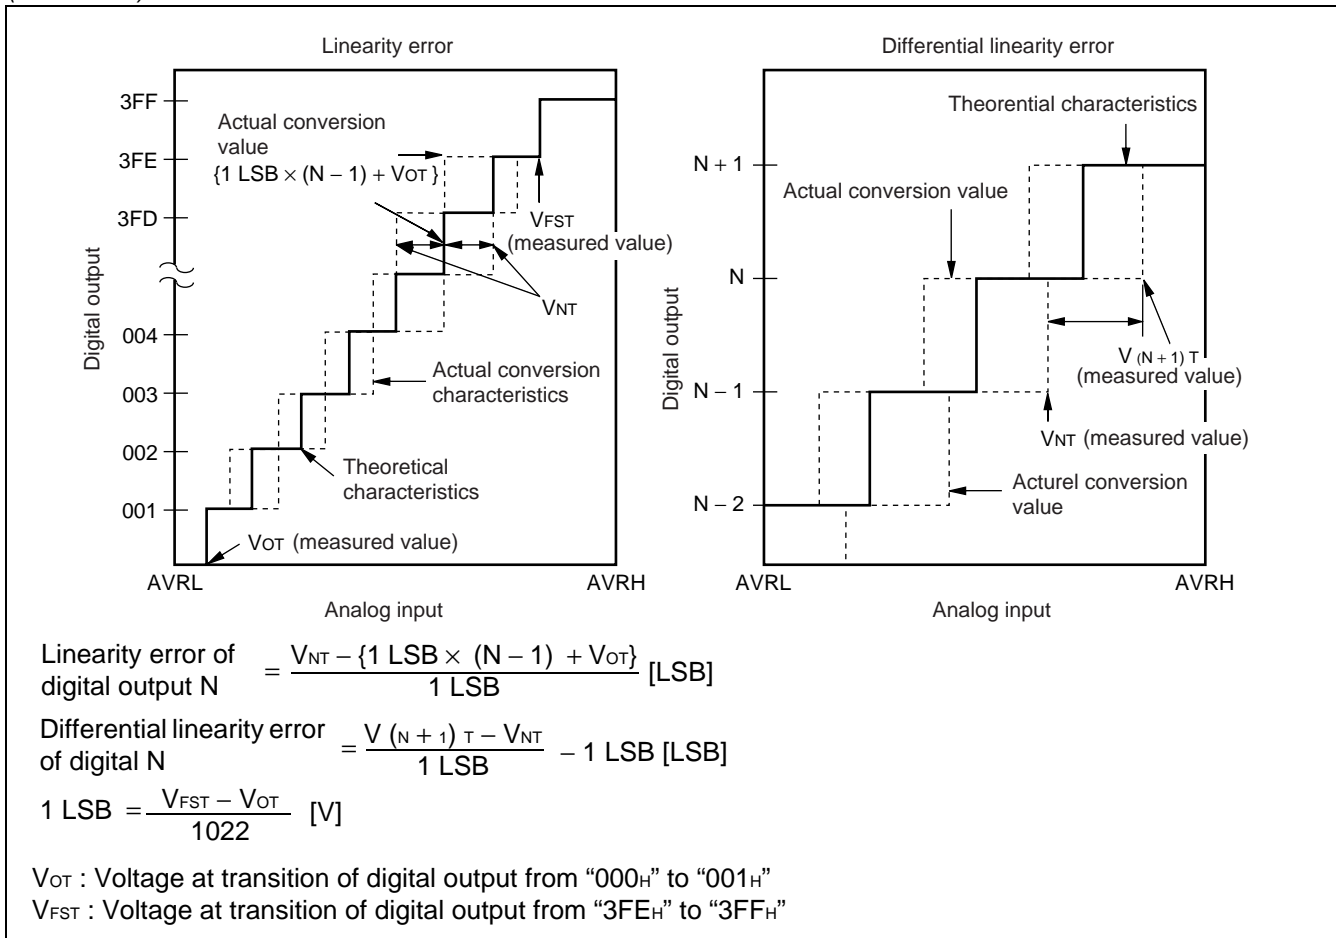 Linearity error
3FF
3FE
3FD
004
003
002
001
Digital output
Actual conversion
value
{1 LSB × (N − 1) + VOT}
VFST
(measured value)
VNT
Actual conversion
characteristics
Theoretical
characteristics
VOT (measured value)
AVRL
AVRH
Analog input
Differential linearity error
N + 1
N
N − 1
N − 2
Digital output
Theorential characteristics
Actual conversion value
V (N + 1) T
(measured value)
VNT (measured value)
Acturel conversion
value
AVRL
AVRH
Analog input
Linearity error of
digital output N
= VNT − {1 LSB × (N − 1) + VOT}
1 LSB
[LSB]
Differential linearity error
of digital N
= V (N + 1) T − VNT
1 LSB
− 1 LSB [LSB]
1 LSB = VFST − VOT
1022
[V]
VOT : Voltage at transition of digital output from “000H” to “001H”
VFST : Voltage at transition of digital output from “3FEH” to “3FFH”